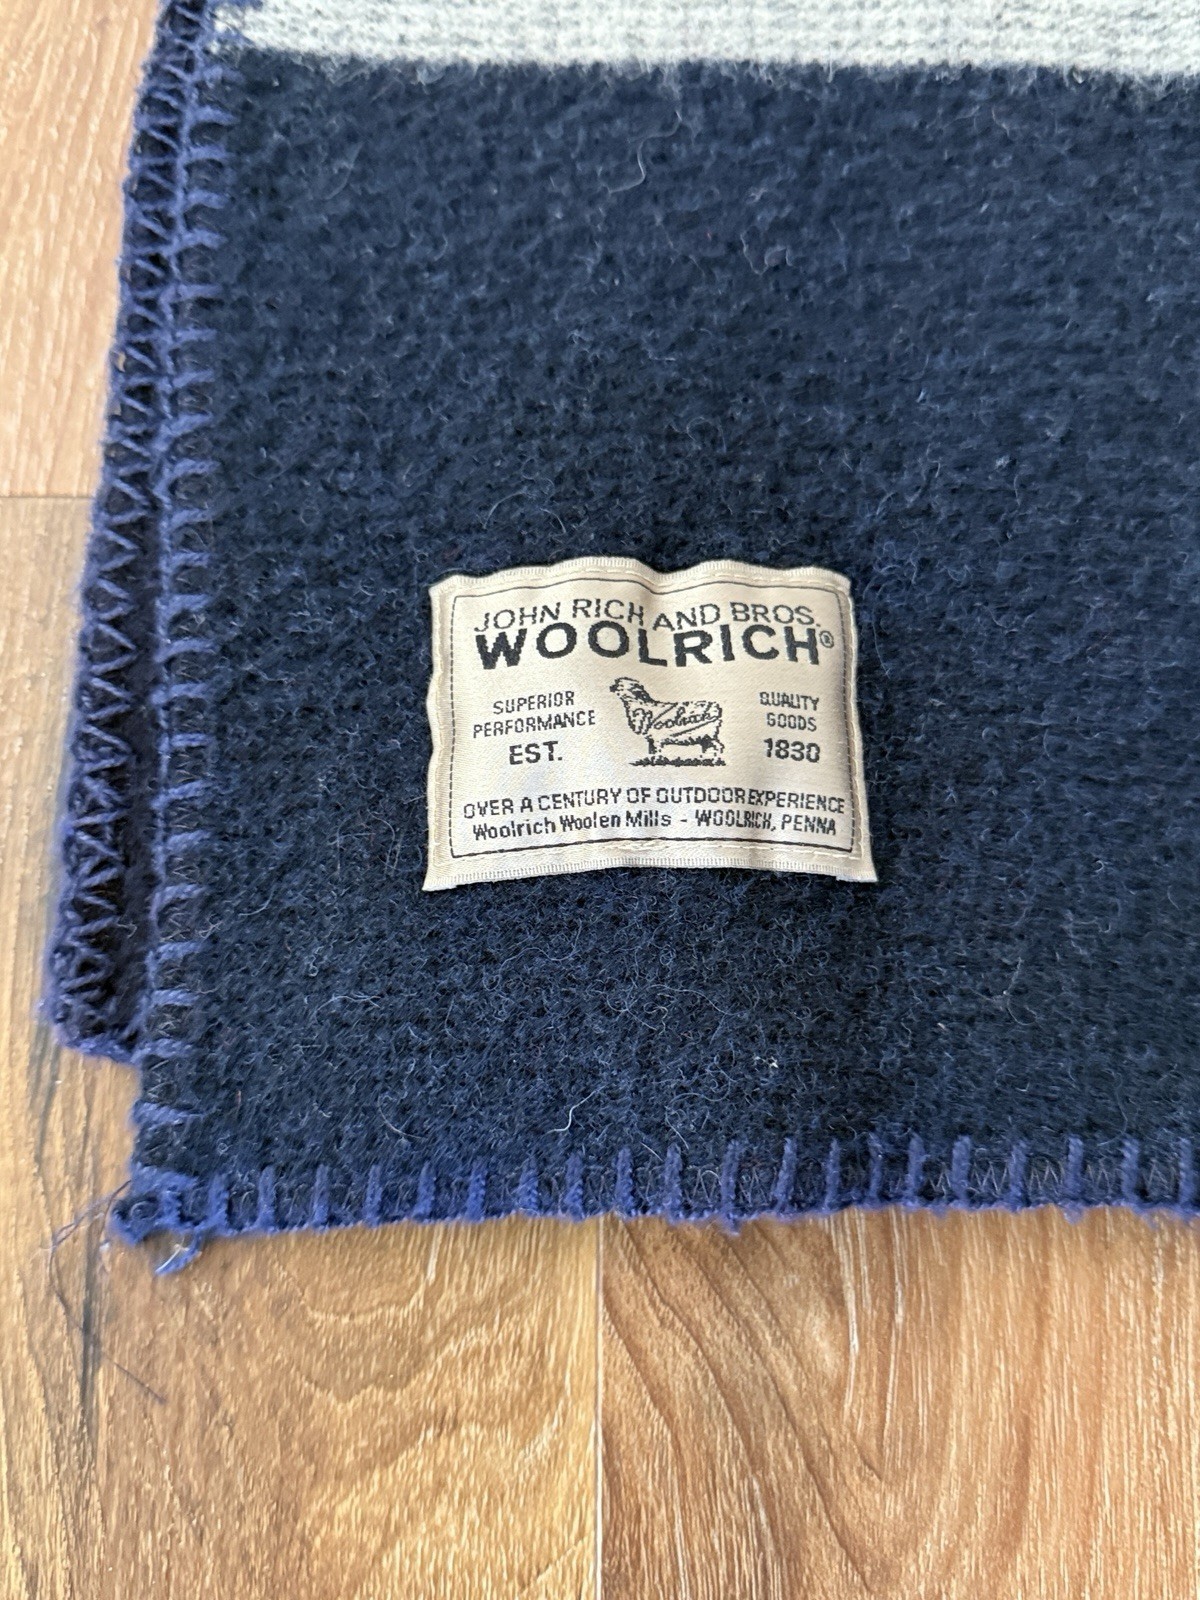 JOHN RICH AND BROS.
WOOLRICH®
SUPERIOR
PERFORMANCE
EST.
Woolrich
QUALITY
GOODS
1830
OVER A CENTURY OF OUTDOOR EXPERIENCE
Woolrich Woolen Mills - WOOLRICH, PENNA